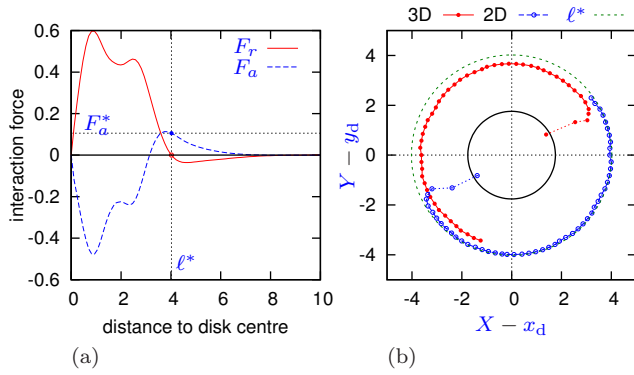 0.6
0.4
0.2
0
-0.2
-0.4
-0.6
interaction force
F_r
F_a
F_a^*
ℓ*
0 2 4 6 8 10
distance to disk centre
(a)
3D 2D ℓ*
4
2
0
-2
-4
Y − y_d
-4 -2 0 2 4
X − x_d
(b)